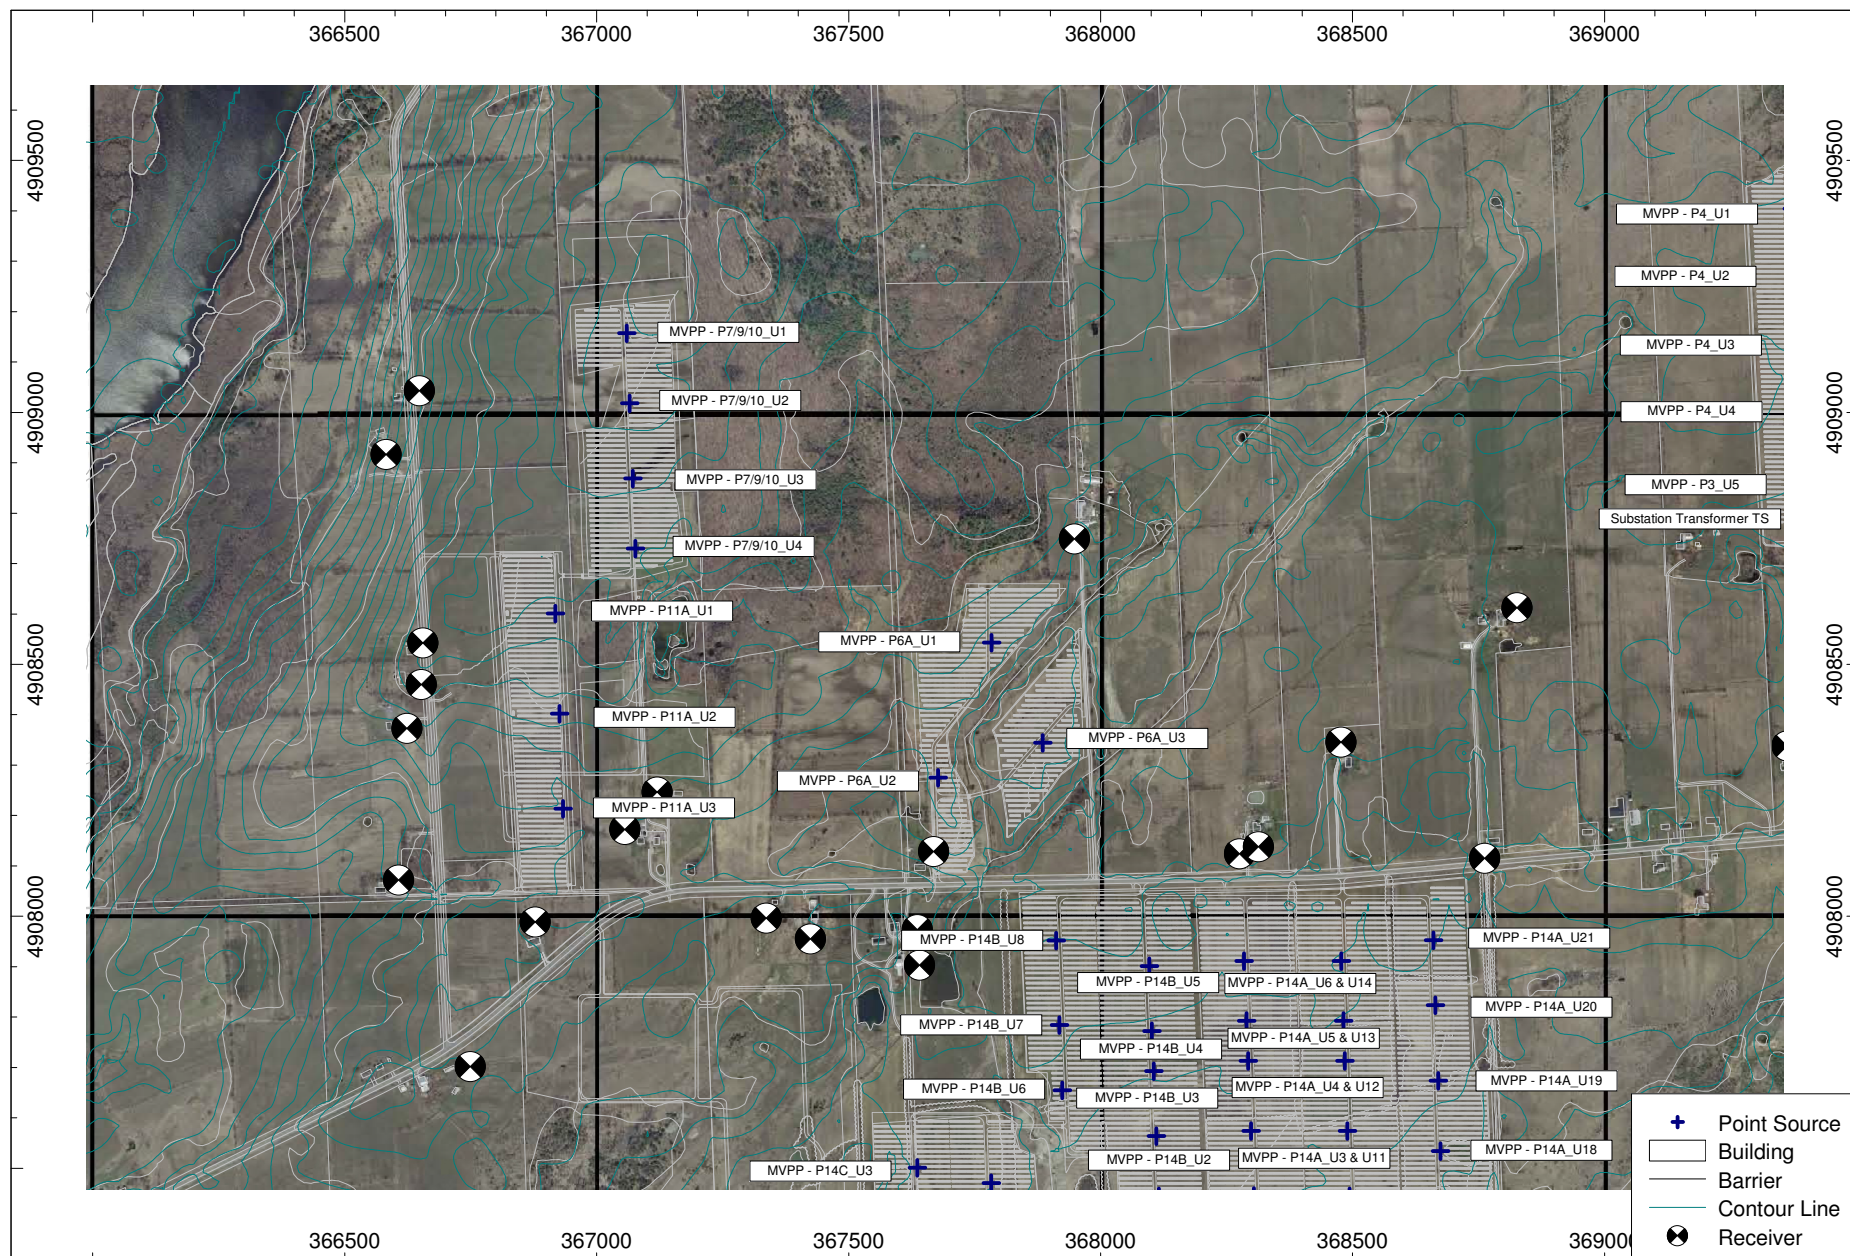 366500 367000 367500 368000 368500 369000
4909500 4909500
MVPP - P4_U1
MVPP - P4_U2
MVPP - P7/9/10_U1
MVPP - P4_U3
MVPP - P7/9/10_U2
4909000 4909000
MVPP - P4_U4
MVPP - P7/9/10_U3
MVPP - P3_U5
Substation Transformer TS
MVPP - P7/9/10_U4
MVPP - P11A_U1
MVPP - P6A_U1
4908500 4908500
MVPP - P11A_U2
MVPP - P6A_U3
MVPP - P6A_U2
MVPP - P11A_U3
4908000 4908000
MVPP - P14B_U8
MVPP - P14A_U21
MVPP - P14B_U5
MVPP - P14A_U6 & U14
MVPP - P14A_U20
MVPP - P14B_U7
MVPP - P14A_U5 & U13
MVPP - P14B_U4
MVPP - P14A_U19
MVPP - P14B_U6
MVPP - P14A_U4 & U12
MVPP - P14B_U3
MVPP - P14A_U18
MVPP - P14B_U2
MVPP - P14A_U3 & U11
MVPP - P14C_U3
Point Source
Building
Barrier
Contour Line
Receiver
366500 367000 367500 368000 368500